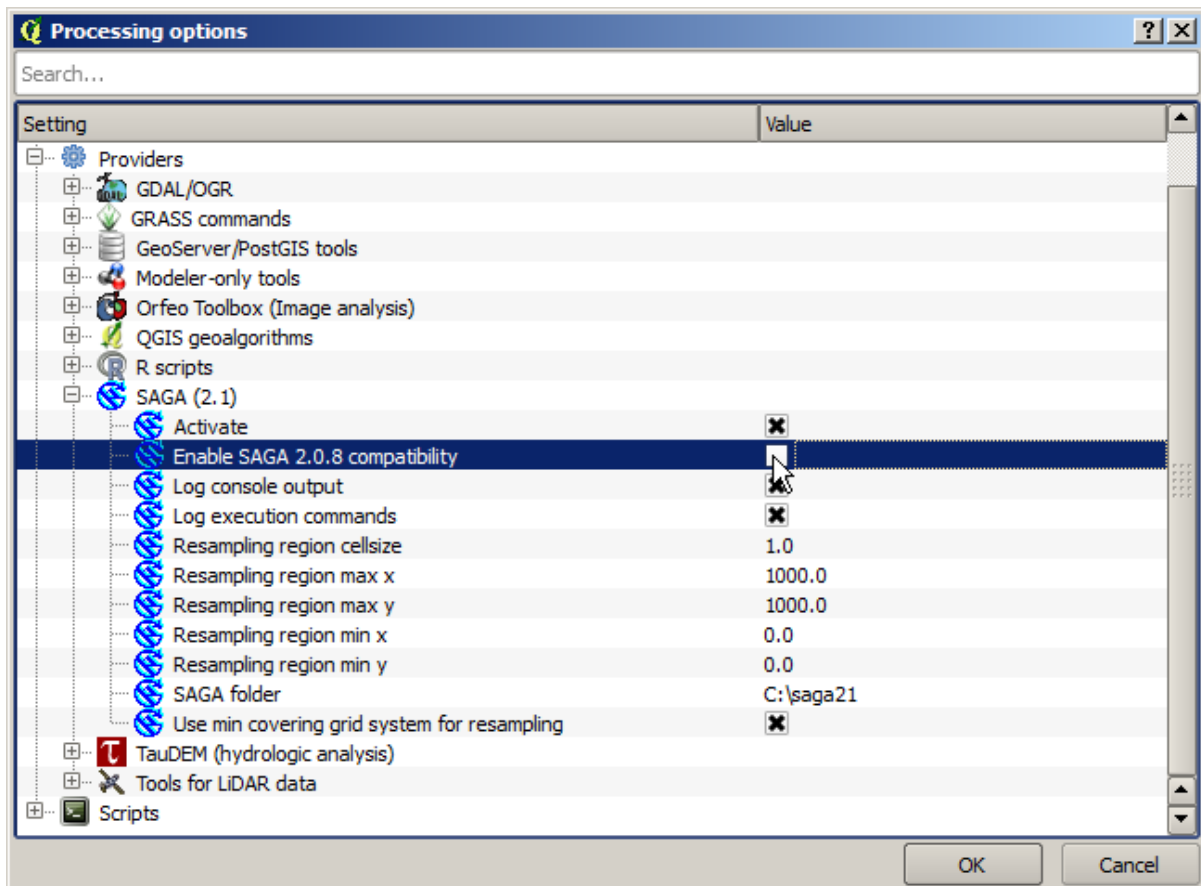 Processing options
Search...
Setting Value
Providers
GDAL/OGR
GRASS commands
GeoServer/PostGIS tools
Modeler-only tools
Orfeo Toolbox (Image analysis)
QGIS geoalgorithms
R scripts
SAGA (2.1)
Activate
Enable SAGA 2.0.8 compatibility
Log console output
Log execution commands
Resampling region cellsize 1.0
Resampling region max x 1000.0
Resampling region max y 1000.0
Resampling region min x 0.0
Resampling region min y 0.0
SAGA folder C:\saga21
Use min covering grid system for resampling
TauDEM (hydrologic analysis)
Tools for LiDAR data
Scripts
OK Cancel